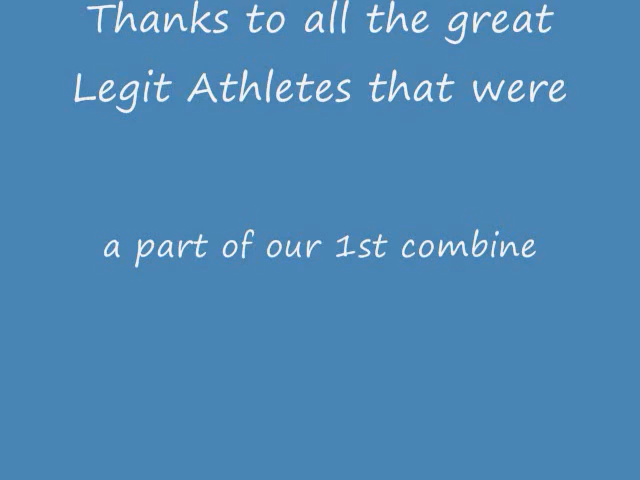 Thanks to all the great
Legit Athletes that were
a part of our 1st combine